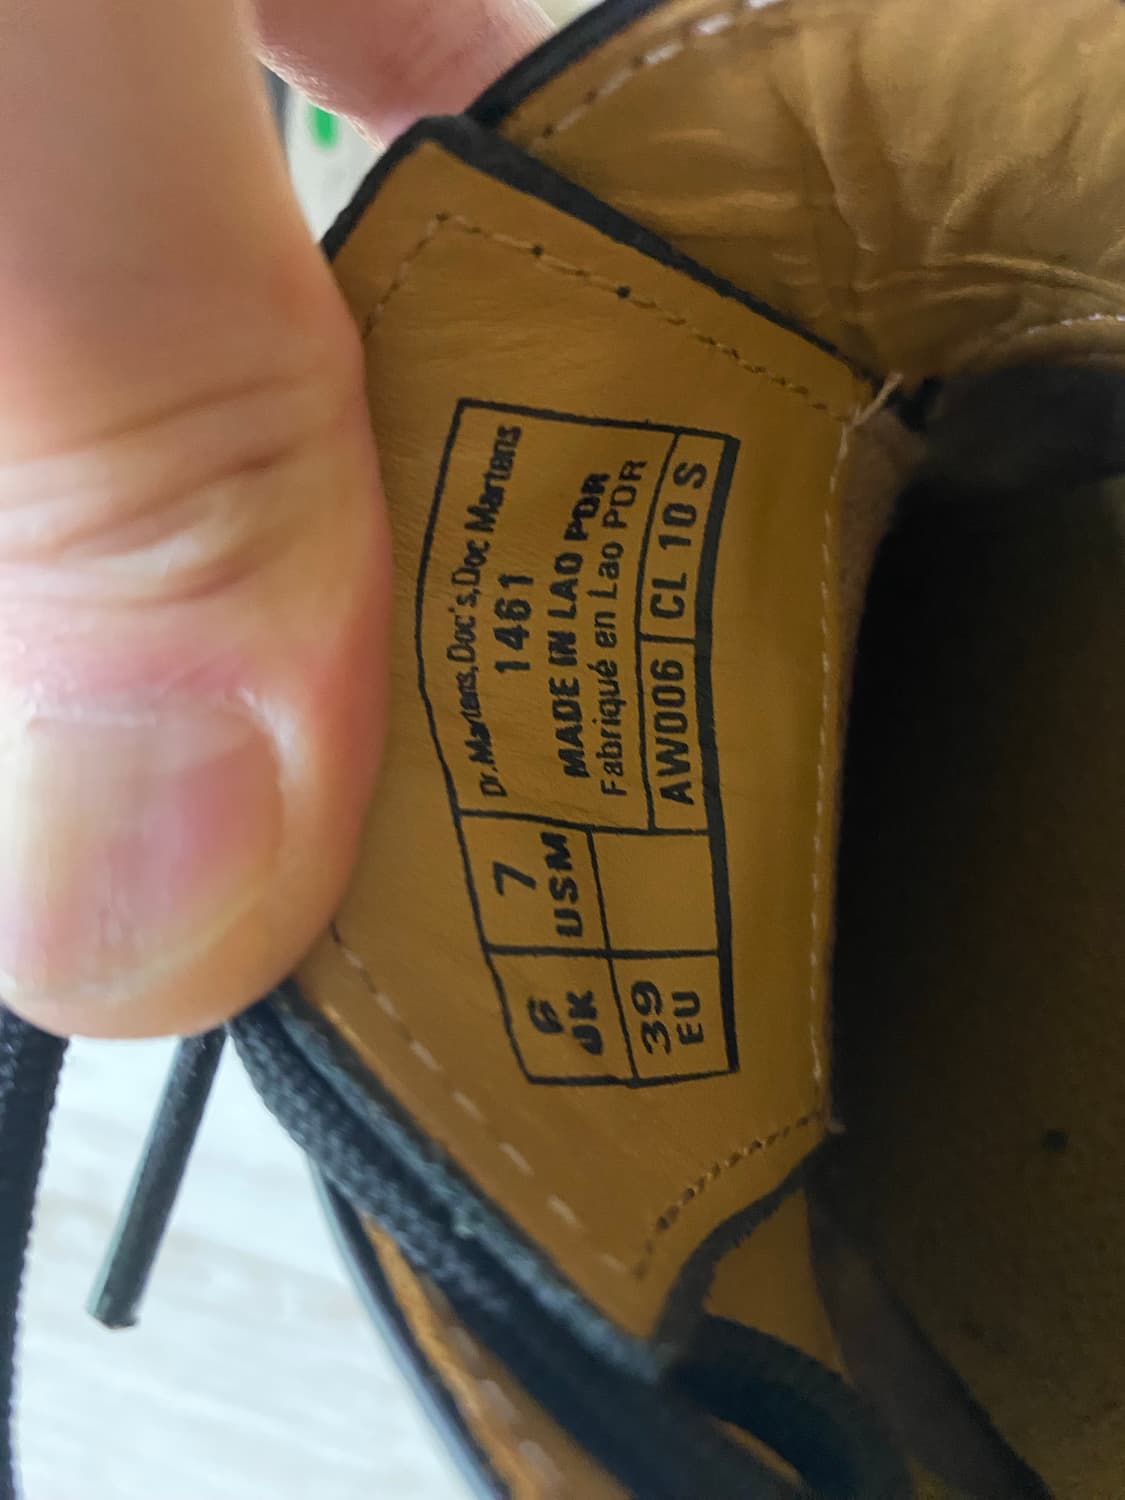 Dr.Martens,Doc's,Doc Martens
1461
MADE IN LAO PDR
Fabriqué en Lao PDR
AW006 CL 10 S
7
USM
6
UK
39
EU